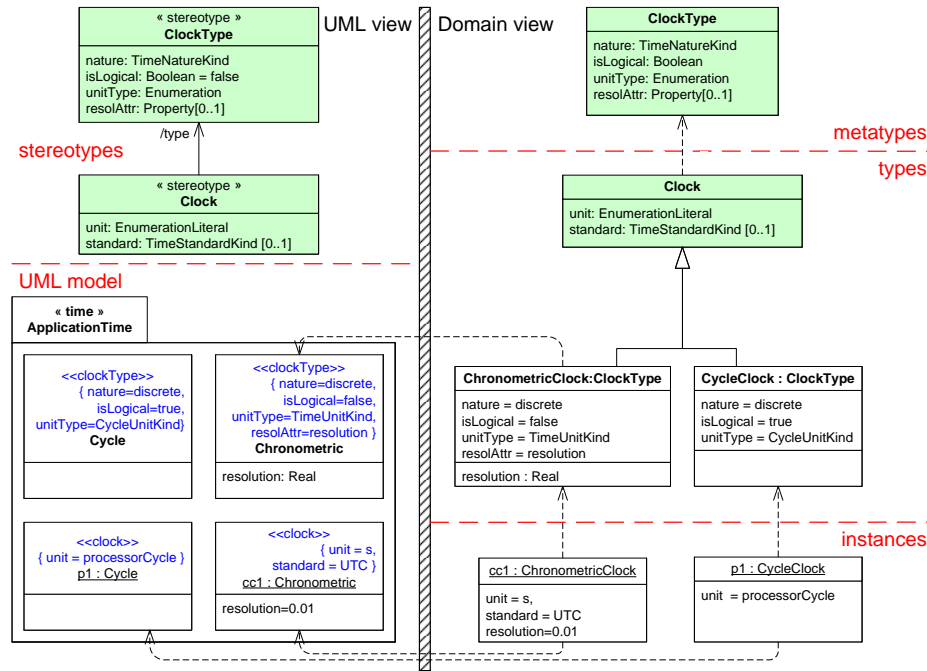 UML view
« stereotype »
ClockType
nature: TimeNatureKind
isLogical: Boolean = false
unitType: Enumeration
resolAttr: Property[0..1]
/type
stereotypes
« stereotype »
Clock
unit: EnumerationLiteral
standard: TimeStandardKind [0..1]
UML model
« time »
ApplicationTime
<<clockType>>
{ nature=discrete,
isLogical=true,
unitType=CycleUnitKind}
Cycle
<<clockType>>
{ nature=discrete,
isLogical=false,
unitType=TimeUnitKind,
resolAttr=resolution }
Chronometric
resolution: Real
<<clock>>
{ unit = processorCycle }
p1 : Cycle
<<clock>>
{ unit = s,
standard = UTC }
cc1 : Chronometric
resolution=0.01
Domain view
ClockType
nature: TimeNatureKind
isLogical: Boolean
unitType: Enumeration
resolAttr: Property[0..1]
metatypes
types
Clock
unit: EnumerationLiteral
standard: TimeStandardKind [0..1]
ChronometricClock:ClockType
nature = discrete
isLogical = false
unitType = TimeUnitKind
resolAttr = resolution
resolution : Real
CycleClock : ClockType
nature = discrete
isLogical = true
unitType = CycleUnitKind
instances
cc1 : ChronometricClock
unit = s,
standard = UTC
resolution=0.01
p1 : CycleClock
unit = processorCycle